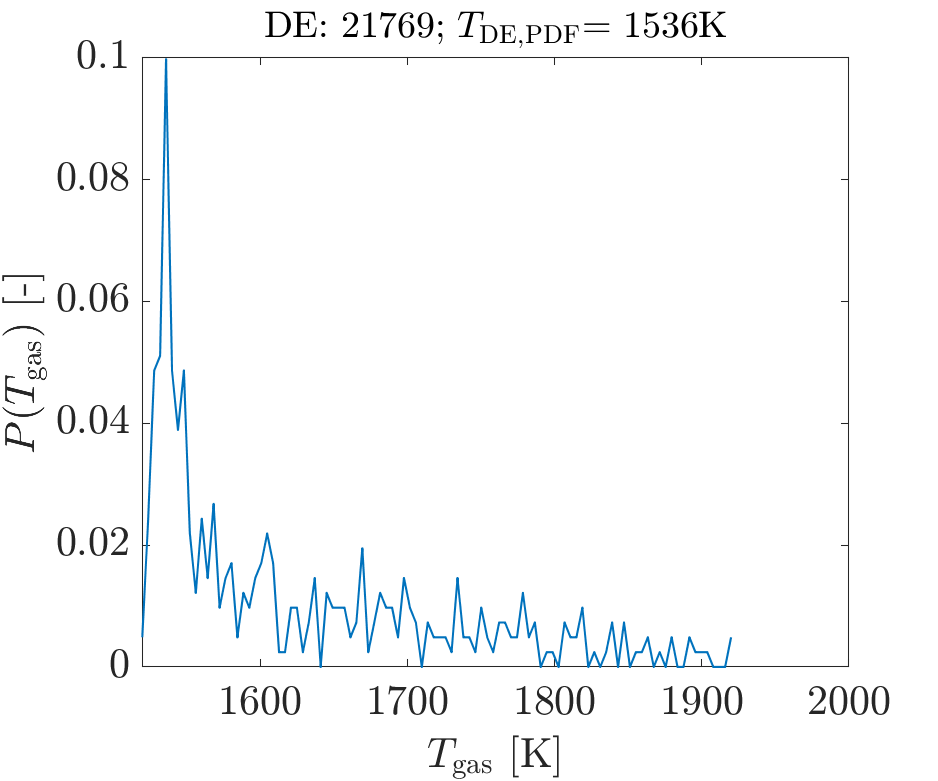 DE: 21769; T_DE,PDF= 1536K
0.1
0.08
0.06
0.04
0.02
0
P(T_gas) [-]
1600 1700 1800 1900 2000
T_gas [K]